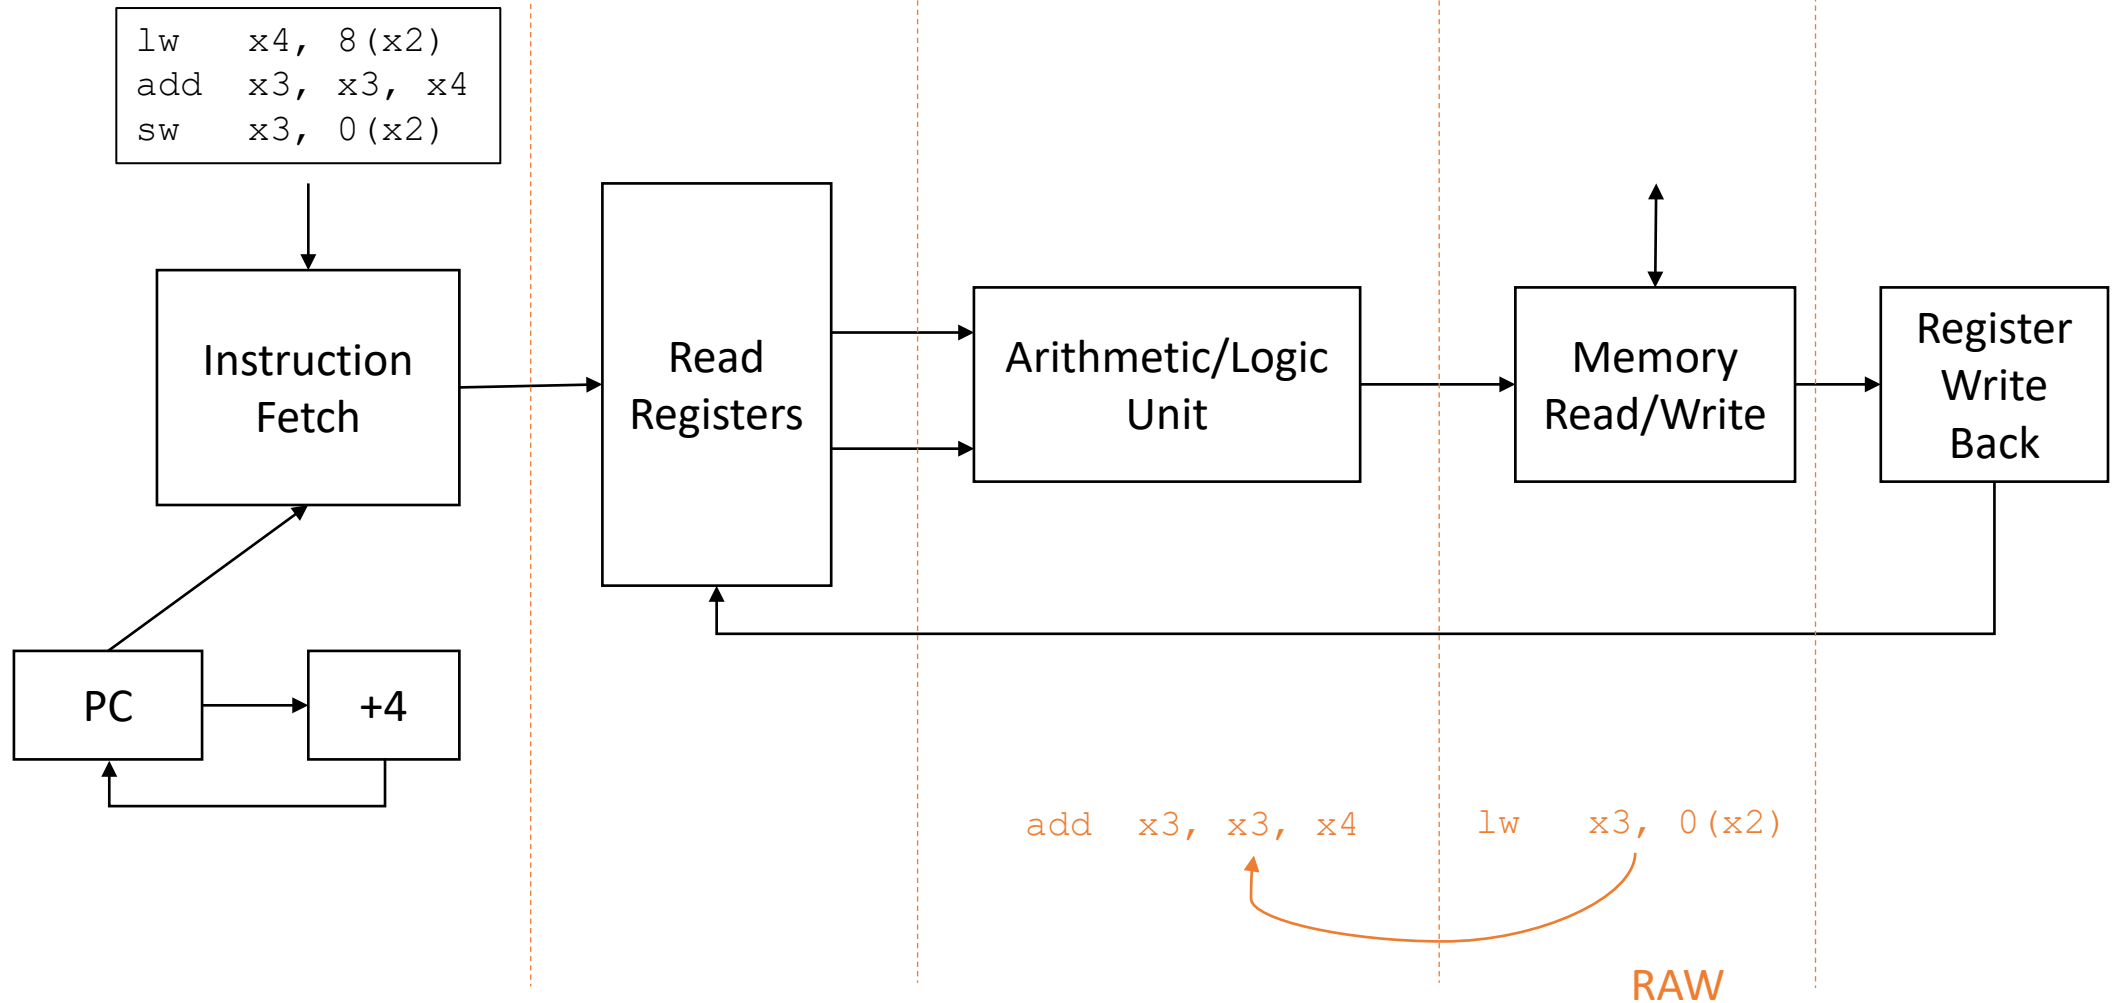 lw x4, 8(x2)
add x3, x3, x4
sw x3, 0(x2)
Instruction
Fetch
Read
Registers
Arithmetic/Logic
Unit
Memory
Read/Write
Register
Write
Back
PC
+4
add x3, x3, x4
lw x3, 0(x2)
RAW